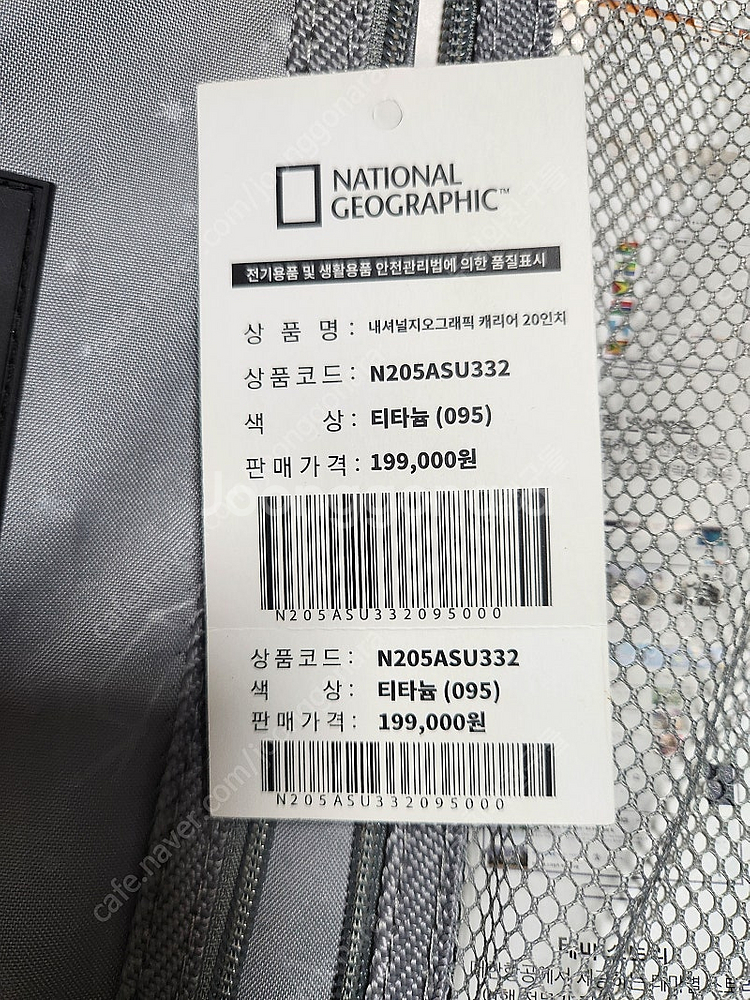 NATIONAL
GEOGRAPHIC™
전기용품 및 생활용품 안전관리법에 의한 품질표시
상 품 명 : 내셔널지오그래픽 캐리어 20인치
상품코드 : N205ASU332
색 상 : 티타늄 (095)
판매가격 : 199,000원
N205ASU332095000
상품코드 : N205ASU332
색 상 : 티타늄 (095)
판매가격 : 199,000원
N205ASU332095000
Joonggonara
cafe.naver.com/joonggonara